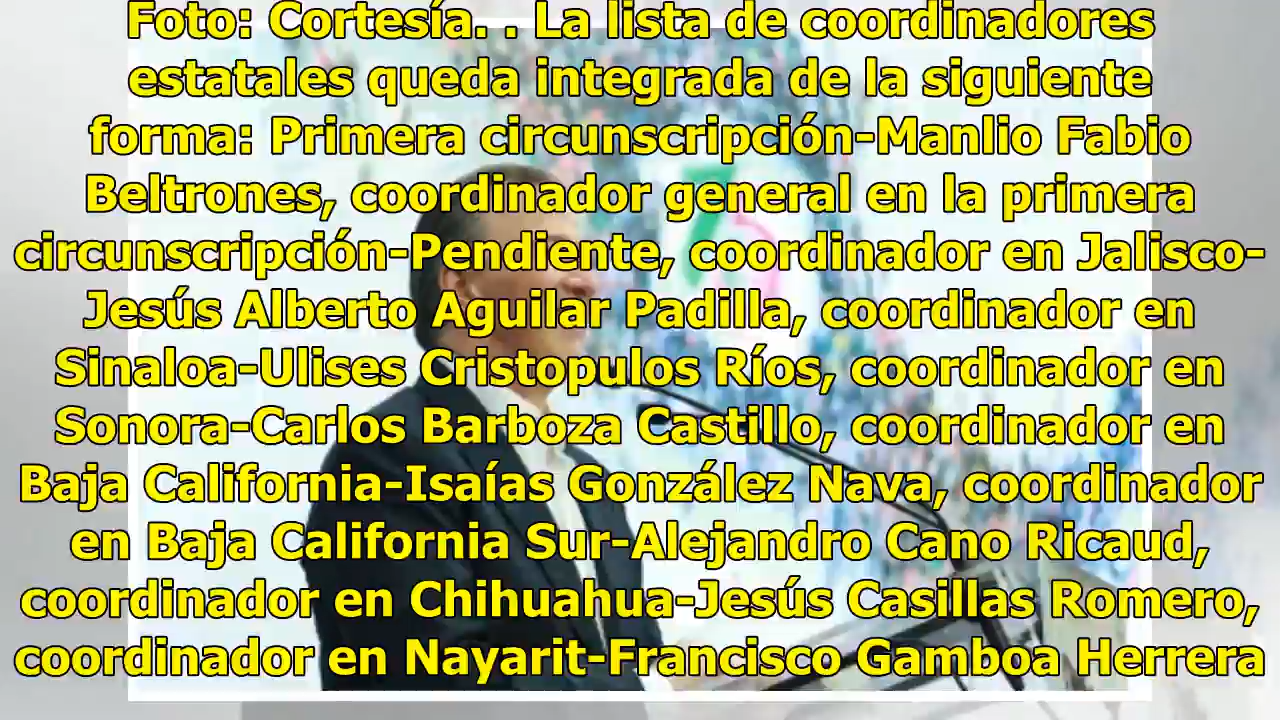 Foto: Cortesía. . La lista de coordinadores
estatales queda integrada de la siguiente
forma: Primera circunscripción-Manlio Fabio
Beltrones, coordinador general en la primera
circunscripción-Pendiente, coordinador en Jalisco-
Jesús Alberto Aguilar Padilla, coordinador en
Sinaloa-Ulises Cristopulos Ríos, coordinador en
Sonora-Carlos Barboza Castillo, coordinador en
Baja California-Isaías González Nava, coordinador
en Baja California Sur-Alejandro Cano Ricaud,
coordinador en Chihuahua-Jesús Casillas Romero,
coordinador en Nayarit-Francisco Gamboa Herrera